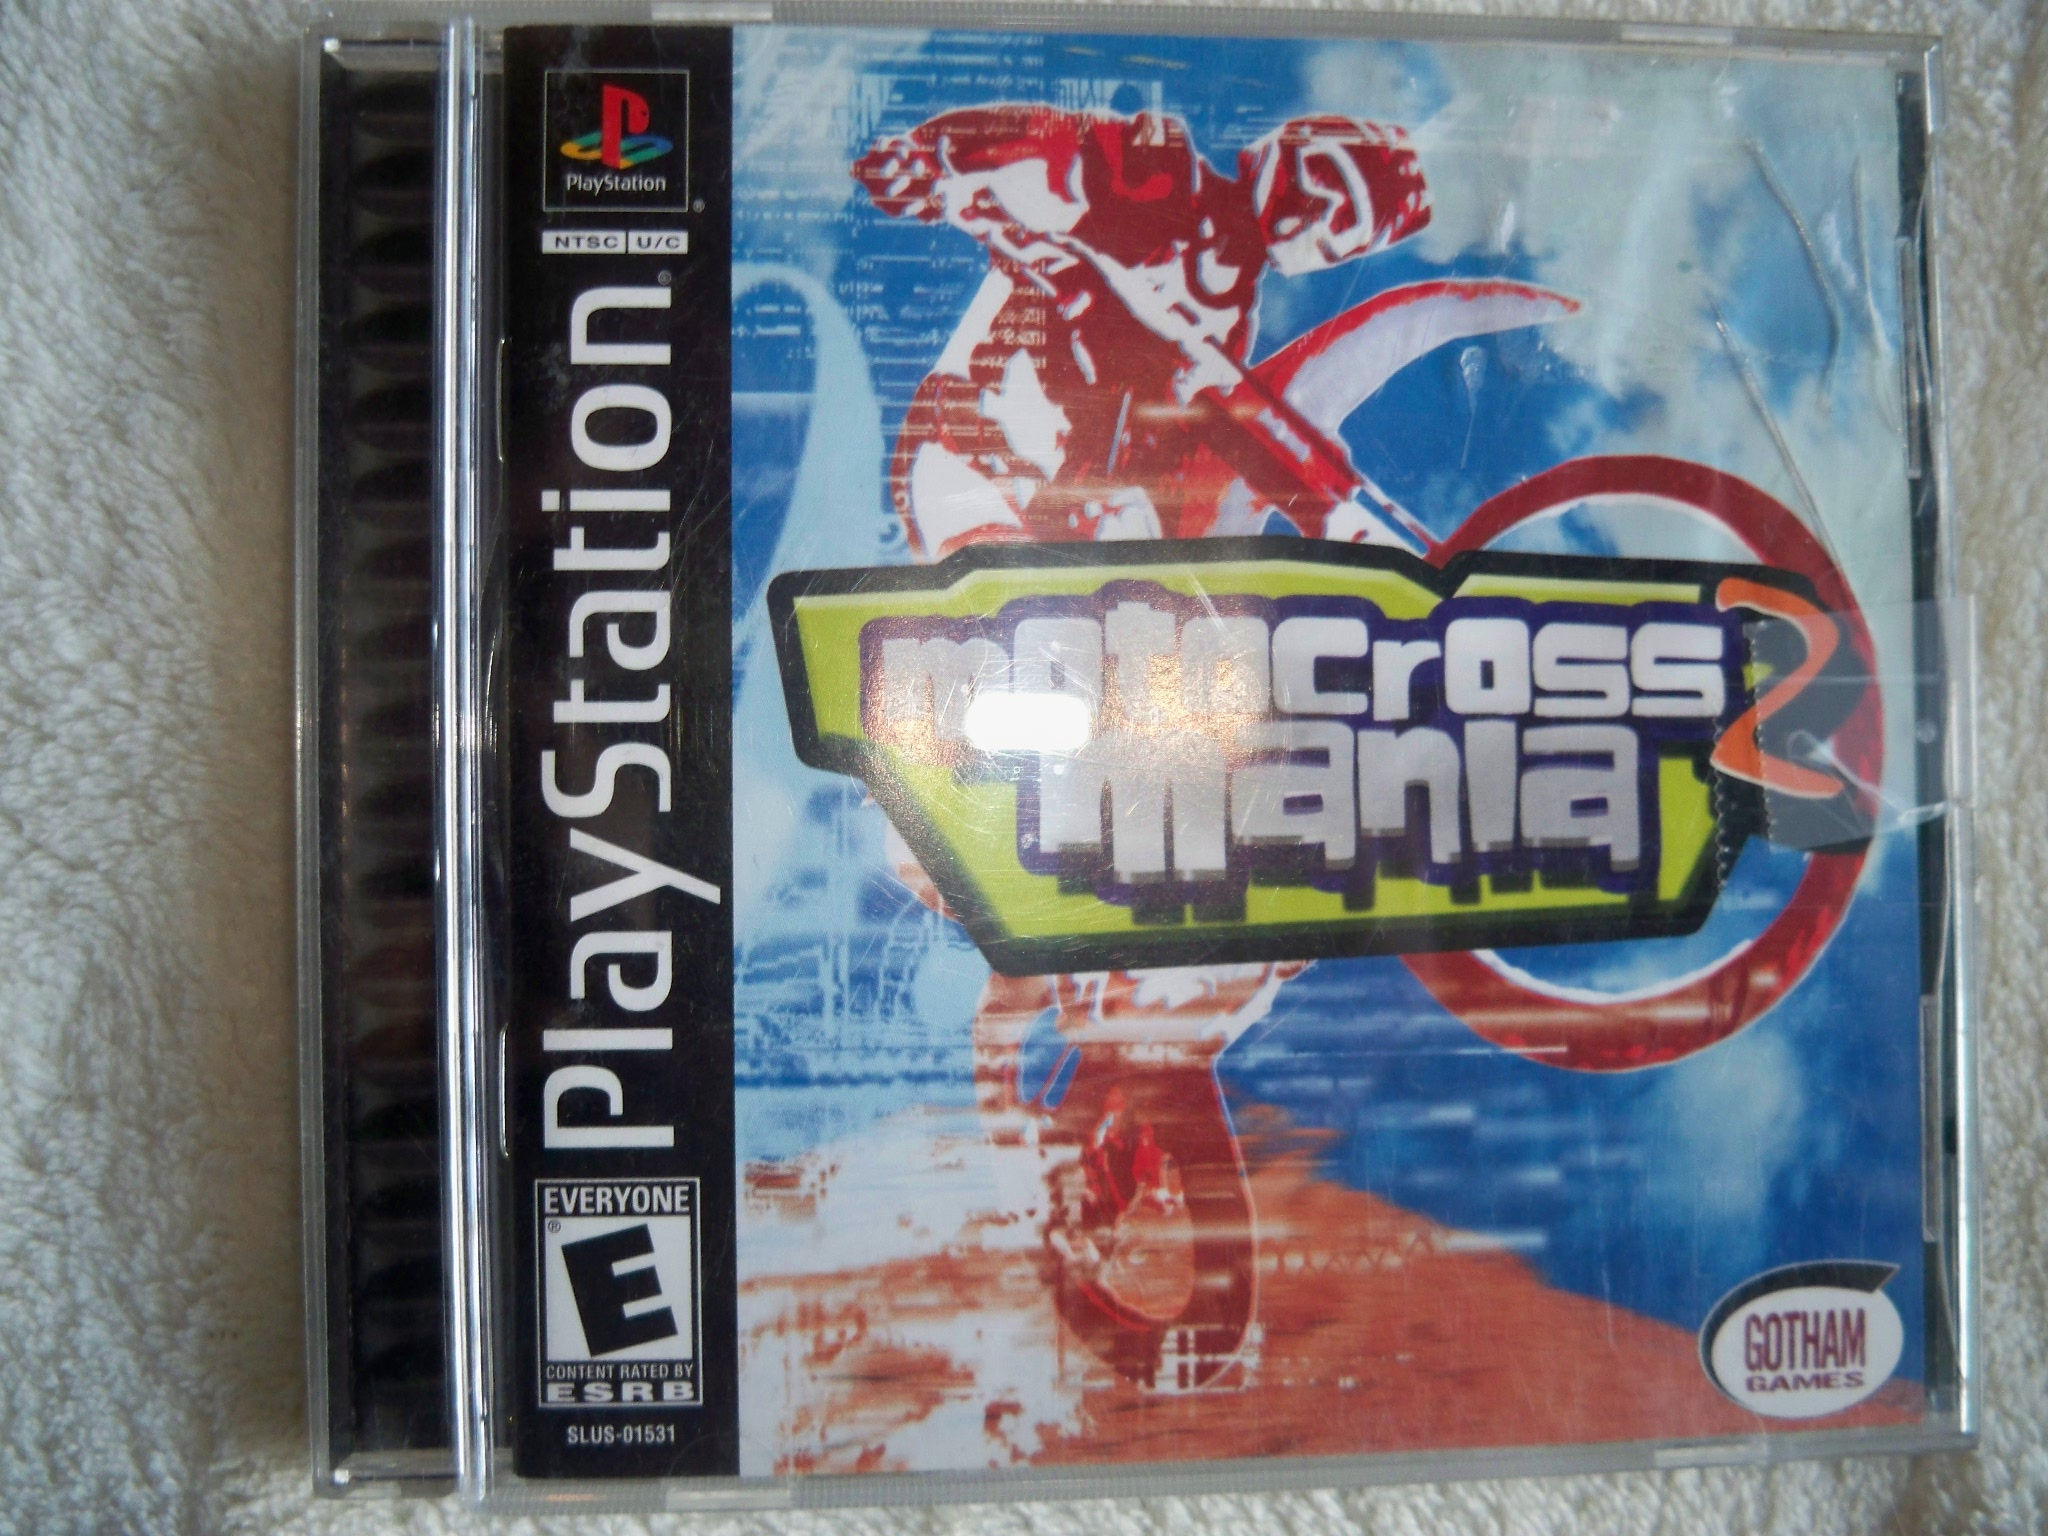 PlayStation
NTSC U/C
PlayStation
EVERYONE
E
CONTENT RATED BY
ESRB
SLUS-01531
motocross
mania 2
GOTHAM
GAMES